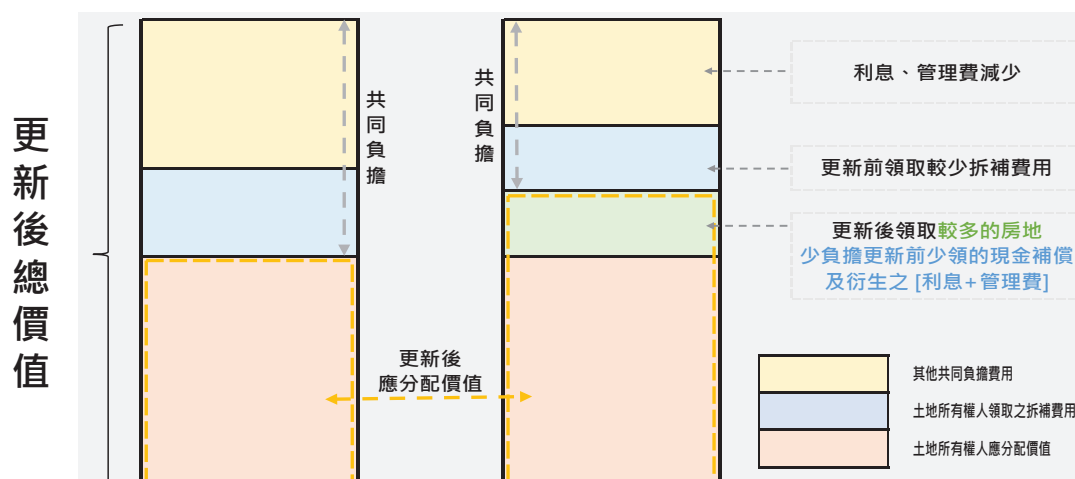 更新後總價值
共同負擔
共同負擔
利息、管理費減少
更新前領取較少拆補費用
更新後領取較多的房地
少負擔更新前少領的現金補償
及衍生之 [利息+管理費]
更新後
應分配價值
其他共同負擔費用
土地所有權人領取之拆補費用
土地所有權人應分配價值